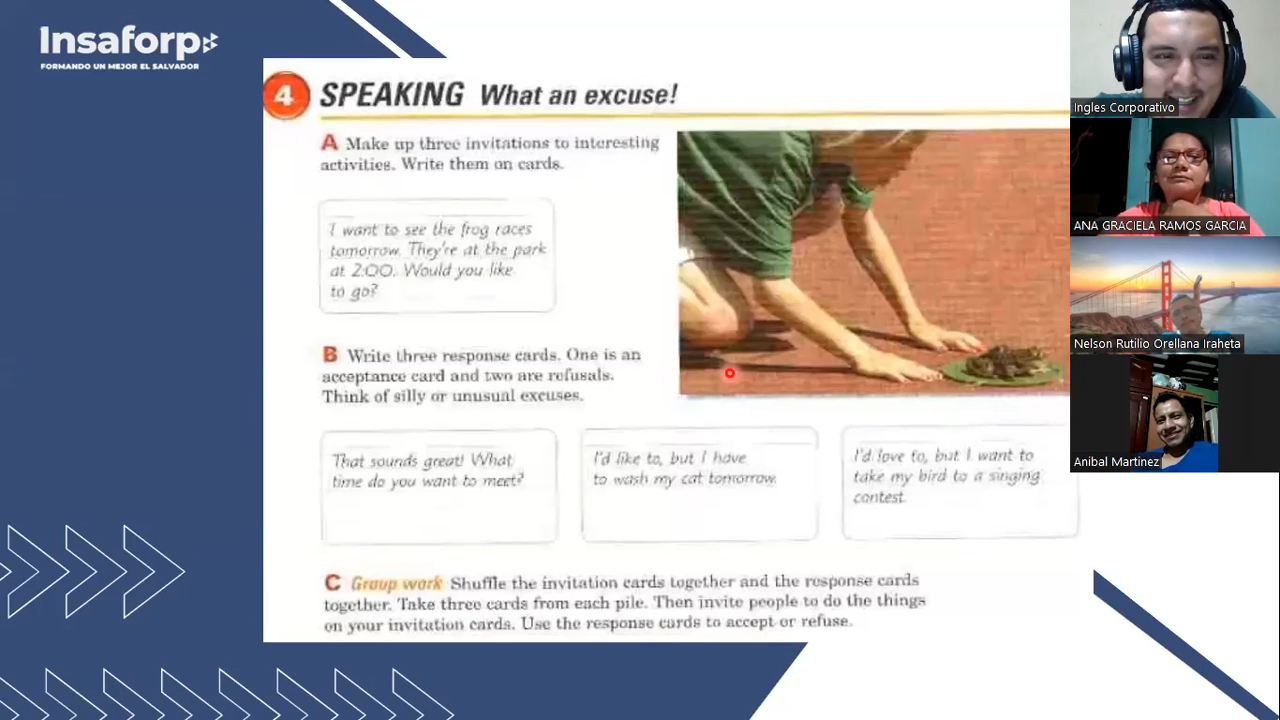 Insaforp
FORMANDO UN MEJOR EL SALVADOR
4 SPEAKING What an excuse!
A Make up three invitations to interesting
activities. Write them on cards.
I want to see the frog races
tomorrow. They're at the park
at 2:00. Would you like
to go?
B Write three response cards. One is an
acceptance card and two are refusals.
Think of silly or unusual excuses.
That sounds great! What
time do you want to meet?
I'd like to, but I have
to wash my cat tomorrow.
I'd love to, but I want to
take my bird to a singing
contest.
C Group work Shuffle the invitation cards together and the response cards
together. Take three cards from each pile. Then invite people to do the things
on your invitation cards. Use the response cards to accept or refuse.
Ingles Corporativo
ANA GRACIELA RAMOS GARCIA
Nelson Rutilio Orellana Iraheta
Anibal Martinez